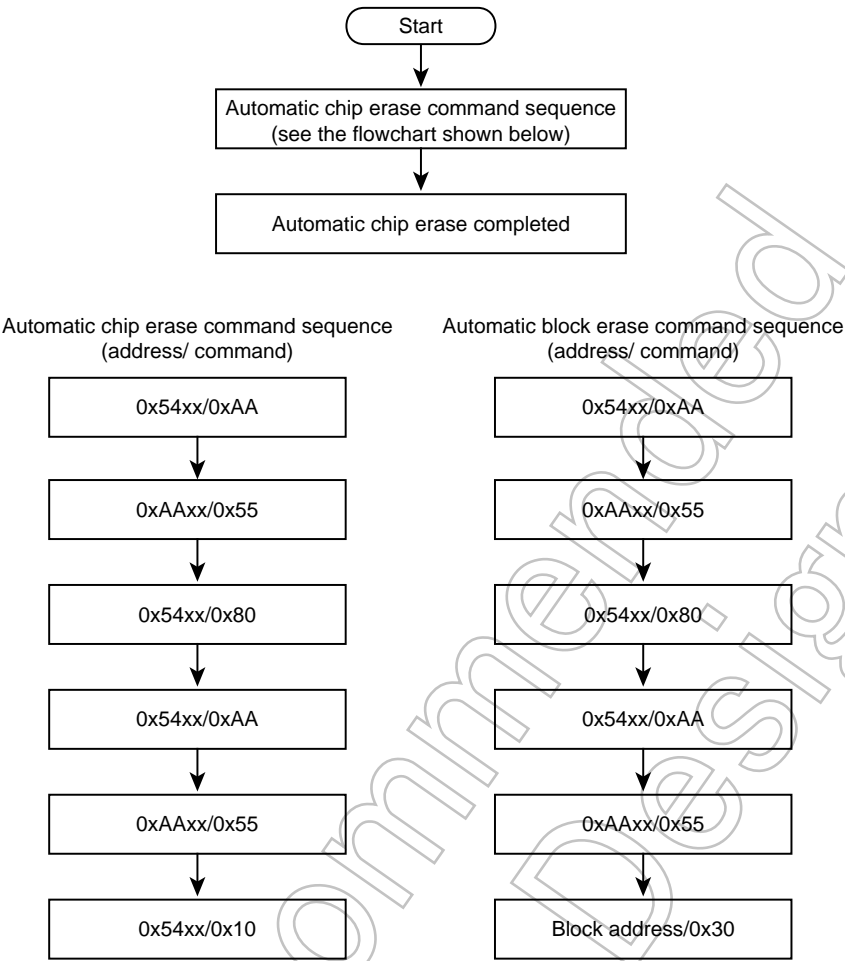 Start
Automatic chip erase command sequence
(see the flowchart shown below)
Automatic chip erase completed
Automatic chip erase command sequence
(address/ command)
0x54xx/0xAA
0xAAxx/0x55
0x54xx/0x80
0x54xx/0xAA
0xAAxx/0x55
0x54xx/0x10
Automatic block erase command sequence
(address/ command)
0x54xx/0xAA
0xAAxx/0x55
0x54xx/0x80
0x54xx/0xAA
0xAAxx/0x55
Block address/0x30
ommended
Desig